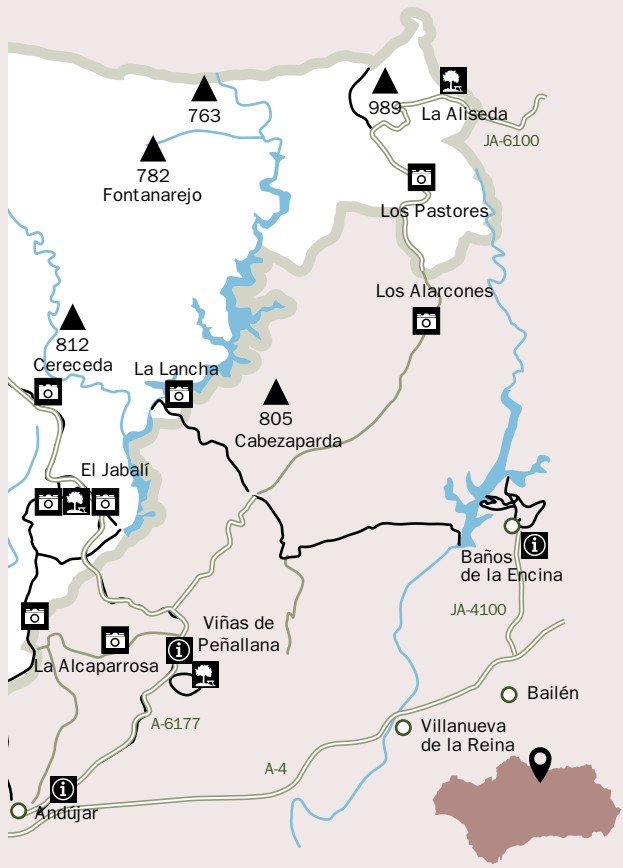 763
989
La Aliseda
JA-6100
782
Fontanarejo
Los Pastores
Los Alarcones
812
Cereceda
La Lancha
805
Cabezaparda
El Jabalí
Baños
de la Encina
JA-4100
Viñas de
Peñallana
La Alcaparrosa
A-6177
Bailén
Villanueva
de la Reina
A-4
Andújar